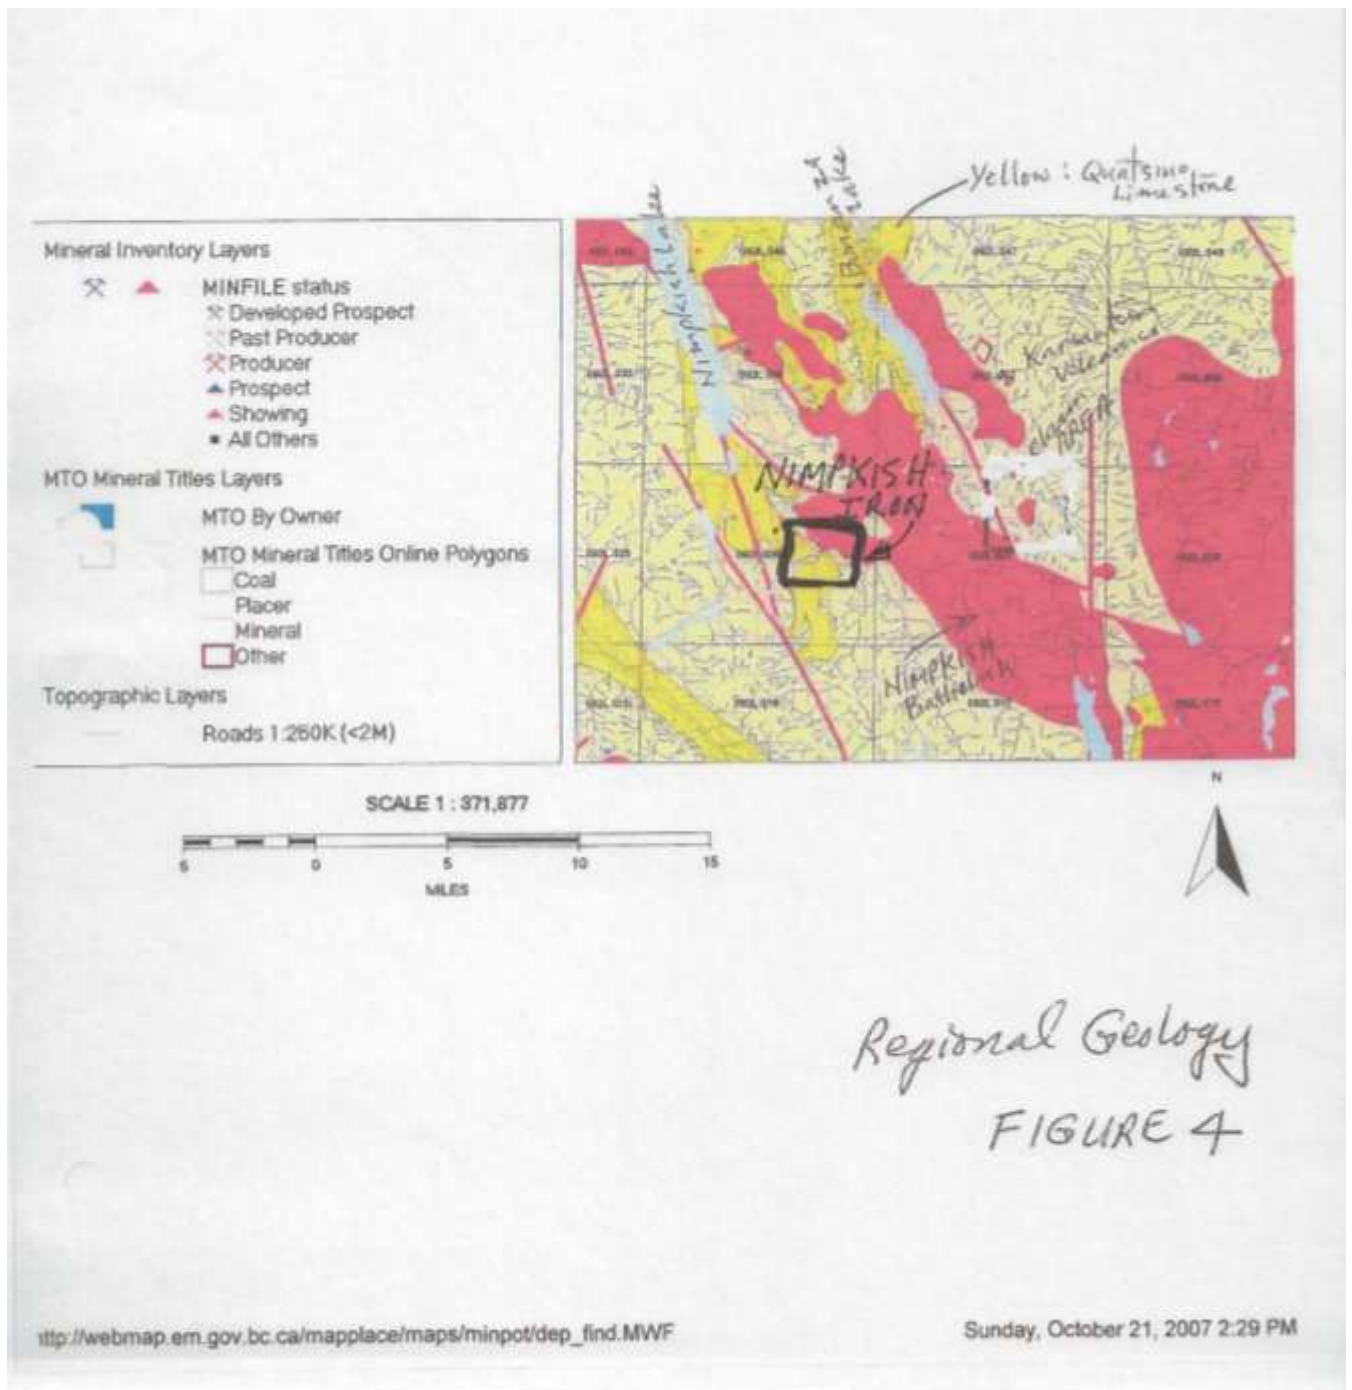 Yellow: Quatsino
Limestone
Nimpkish Lake
Lake
Mineral Inventory Layers
MINFILE status
Developed Prospect
Past Producer
Producer
Prospect
Showing
All Others
MTO Mineral Titles Layers
MTO By Owner
MTO Mineral Titles Online Polygons
Coal
Placer
Mineral
Other
Topographic Layers
Roads 1:250K (<2M)
Karmutsen
Volcanics
AREA
NIMPKISH
IRON
NIMPKISH
Batholith
SCALE 1 : 371,877
5 0 5 10 15
MILES
N
Regional Geology
FIGURE 4
ttp://webmap.em.gov.bc.ca/mapplace/maps/minpot/dep_find.MWF
Sunday, October 21, 2007 2:29 PM